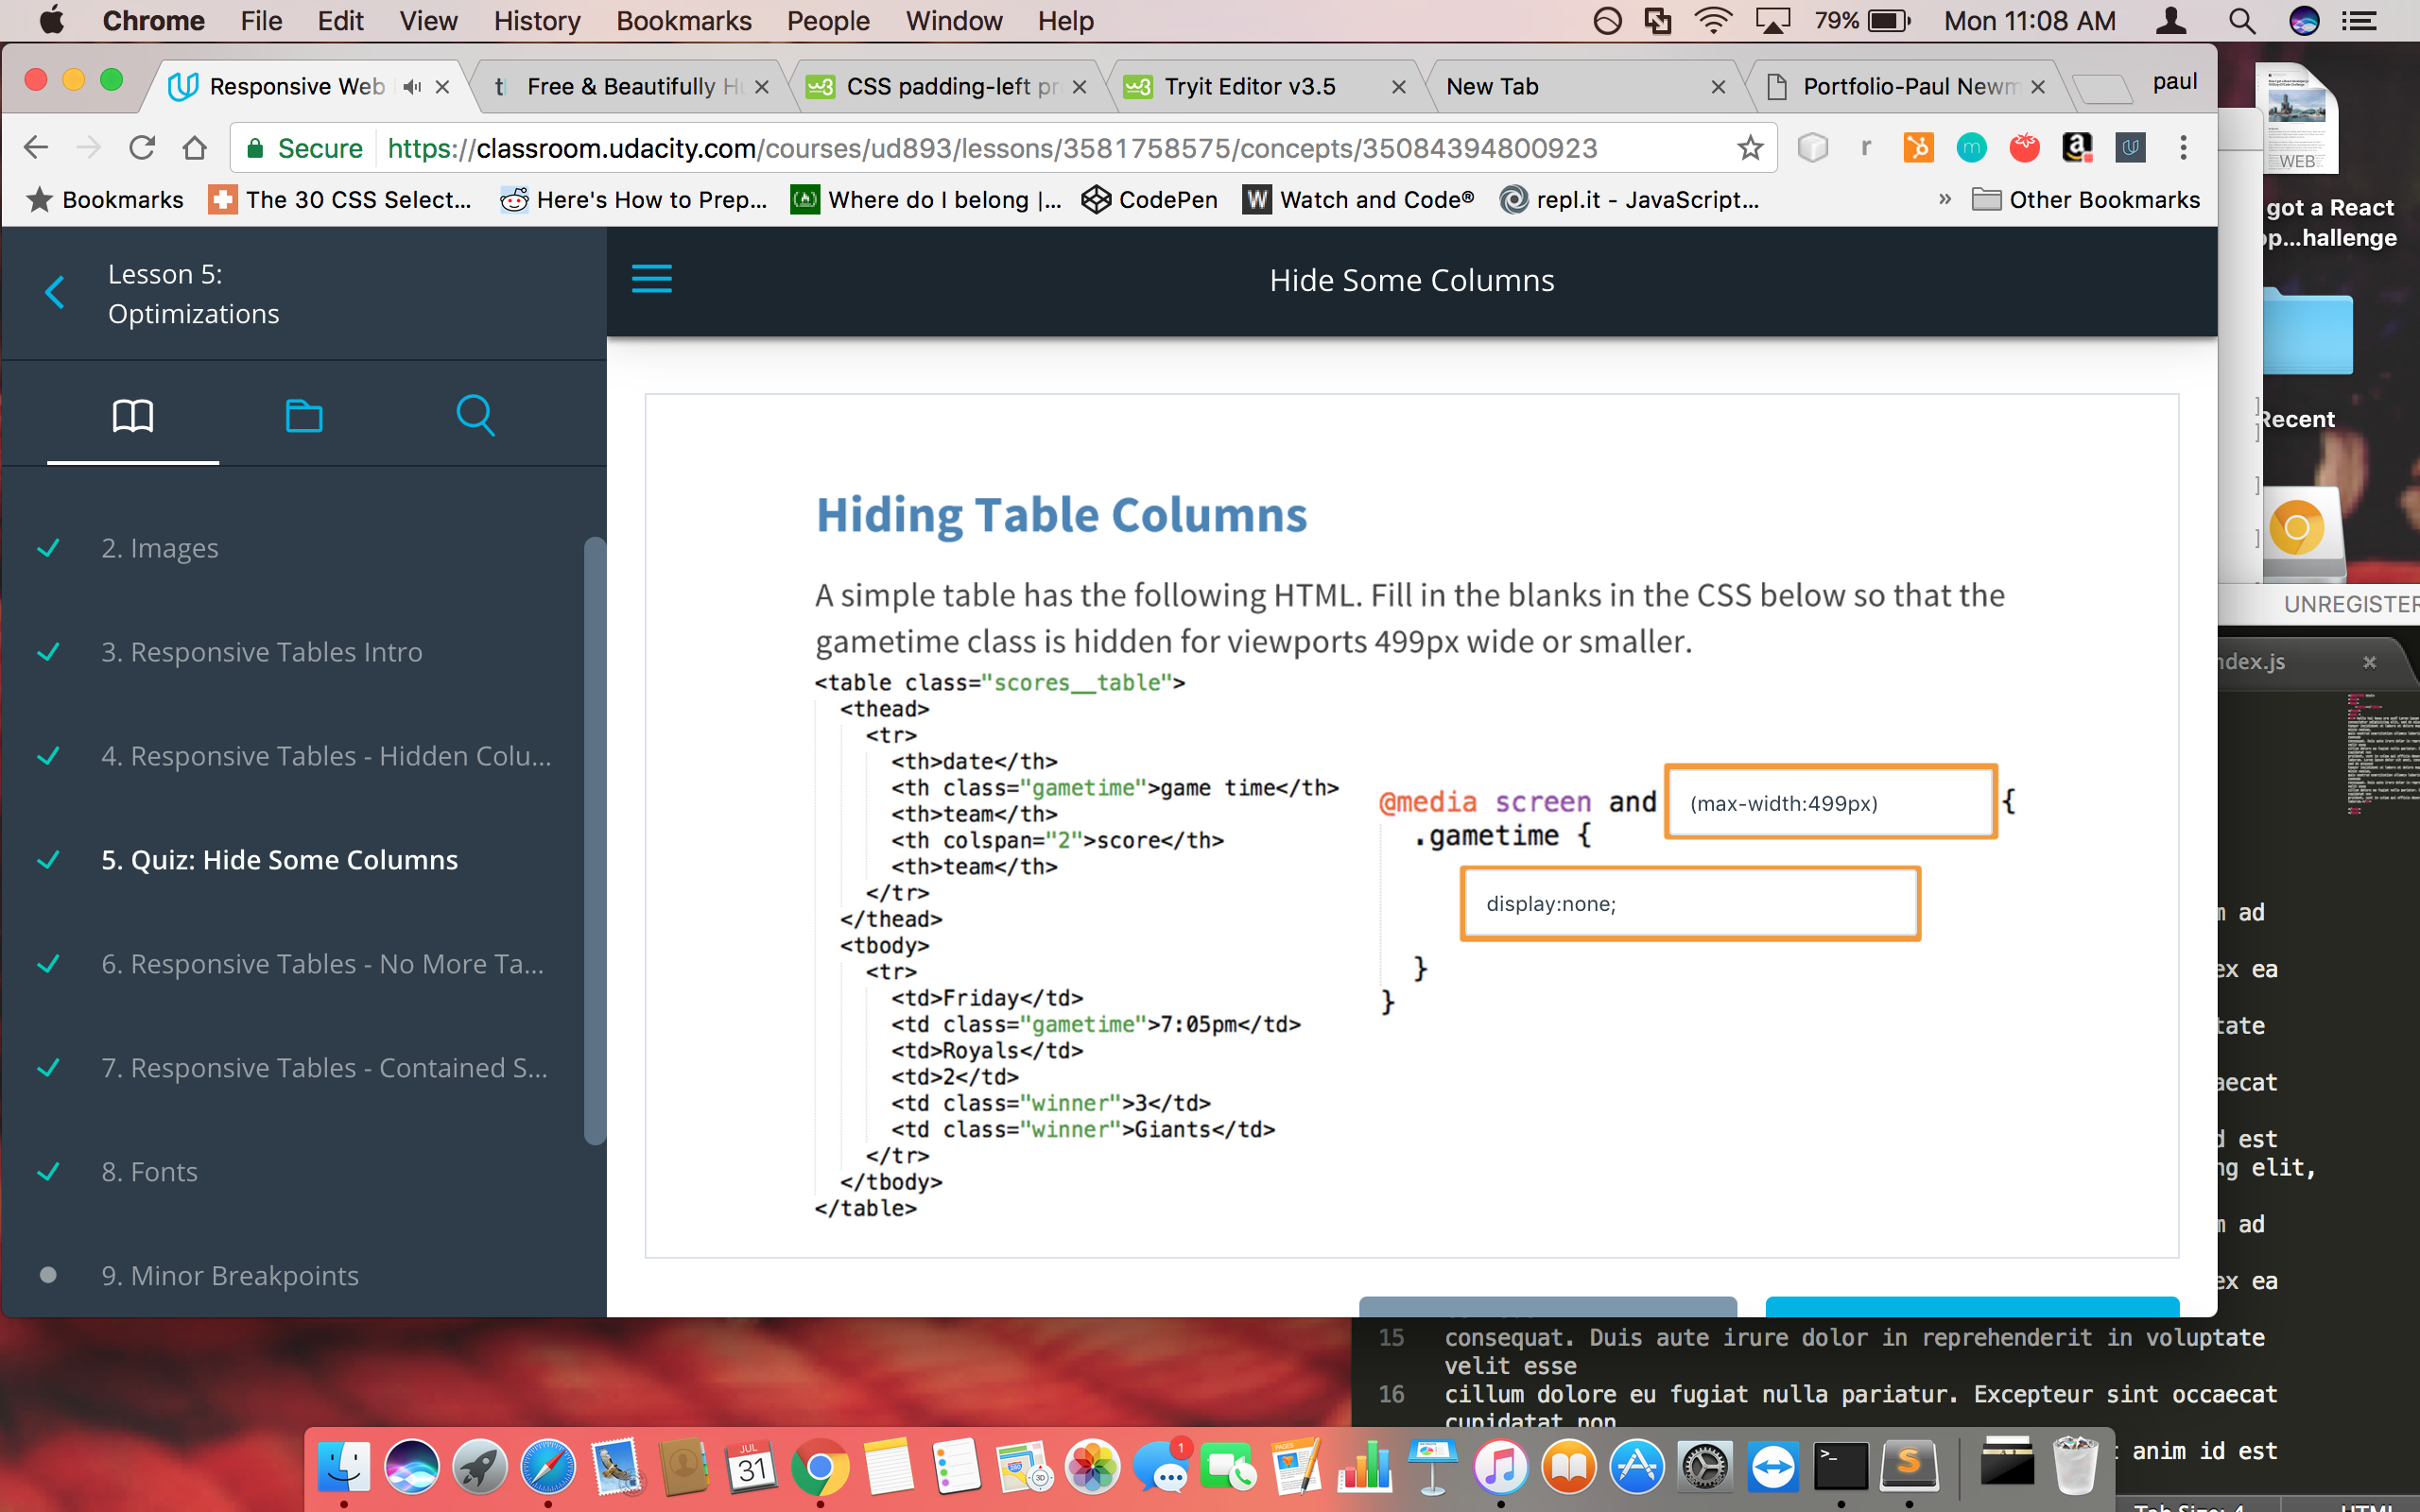 Chrome File Edit View History Bookmarks People Window Help 79% Mon 11:08 AM
Responsive Web Free & Beautifully H CSS padding-left pr Tryit Editor v3.5 New Tab Portfolio-Paul Newm paul
Secure https://classroom.udacity.com/courses/ud893/lessons/3581758575/concepts/35084394800923
Bookmarks The 30 CSS Select... Here's How to Prep... Where do I belong |... CodePen W Watch and Code® repl.it - JavaScript... » Other Bookmarks
WEB
got a React
op...hallenge
Recent
UNREGISTER
ndex.js
Lesson 5:
Optimizations
Hide Some Columns
2. Images
3. Responsive Tables Intro
4. Responsive Tables - Hidden Colu...
5. Quiz: Hide Some Columns
6. Responsive Tables - No More Ta...
7. Responsive Tables - Contained S...
8. Fonts
9. Minor Breakpoints
Hiding Table Columns
A simple table has the following HTML. Fill in the blanks in the CSS below so that the
gametime class is hidden for viewports 499px wide or smaller.
<table class="scores__table">
<thead>
<tr>
<th>date</th>
<th class="gametime">game time</th>
<th>team</th>
<th colspan="2">score</th>
<th>team</th>
</tr>
</thead>
<tbody>
<tr>
<td>Friday</td>
<td class="gametime">7:05pm</td>
<td>Royals</td>
<td>2</td>
<td class="winner">3</td>
<td class="winner">Giants</td>
</tr>
</tbody>
</table>
@media screen and (max-width:499px) {
.gametime {
display:none;
}
}
ad
ex ea
tate
aecat
d est
ng elit,
ad
ex ea
15 consequat. Duis aute irure dolor in reprehenderit in voluptate
velit esse
16 cillum dolore eu fugiat nulla pariatur. Excepteur sint occaecat
cupidatat non
anim id est
JUL
31
1
PAGES
Tab Size: 4 HTML